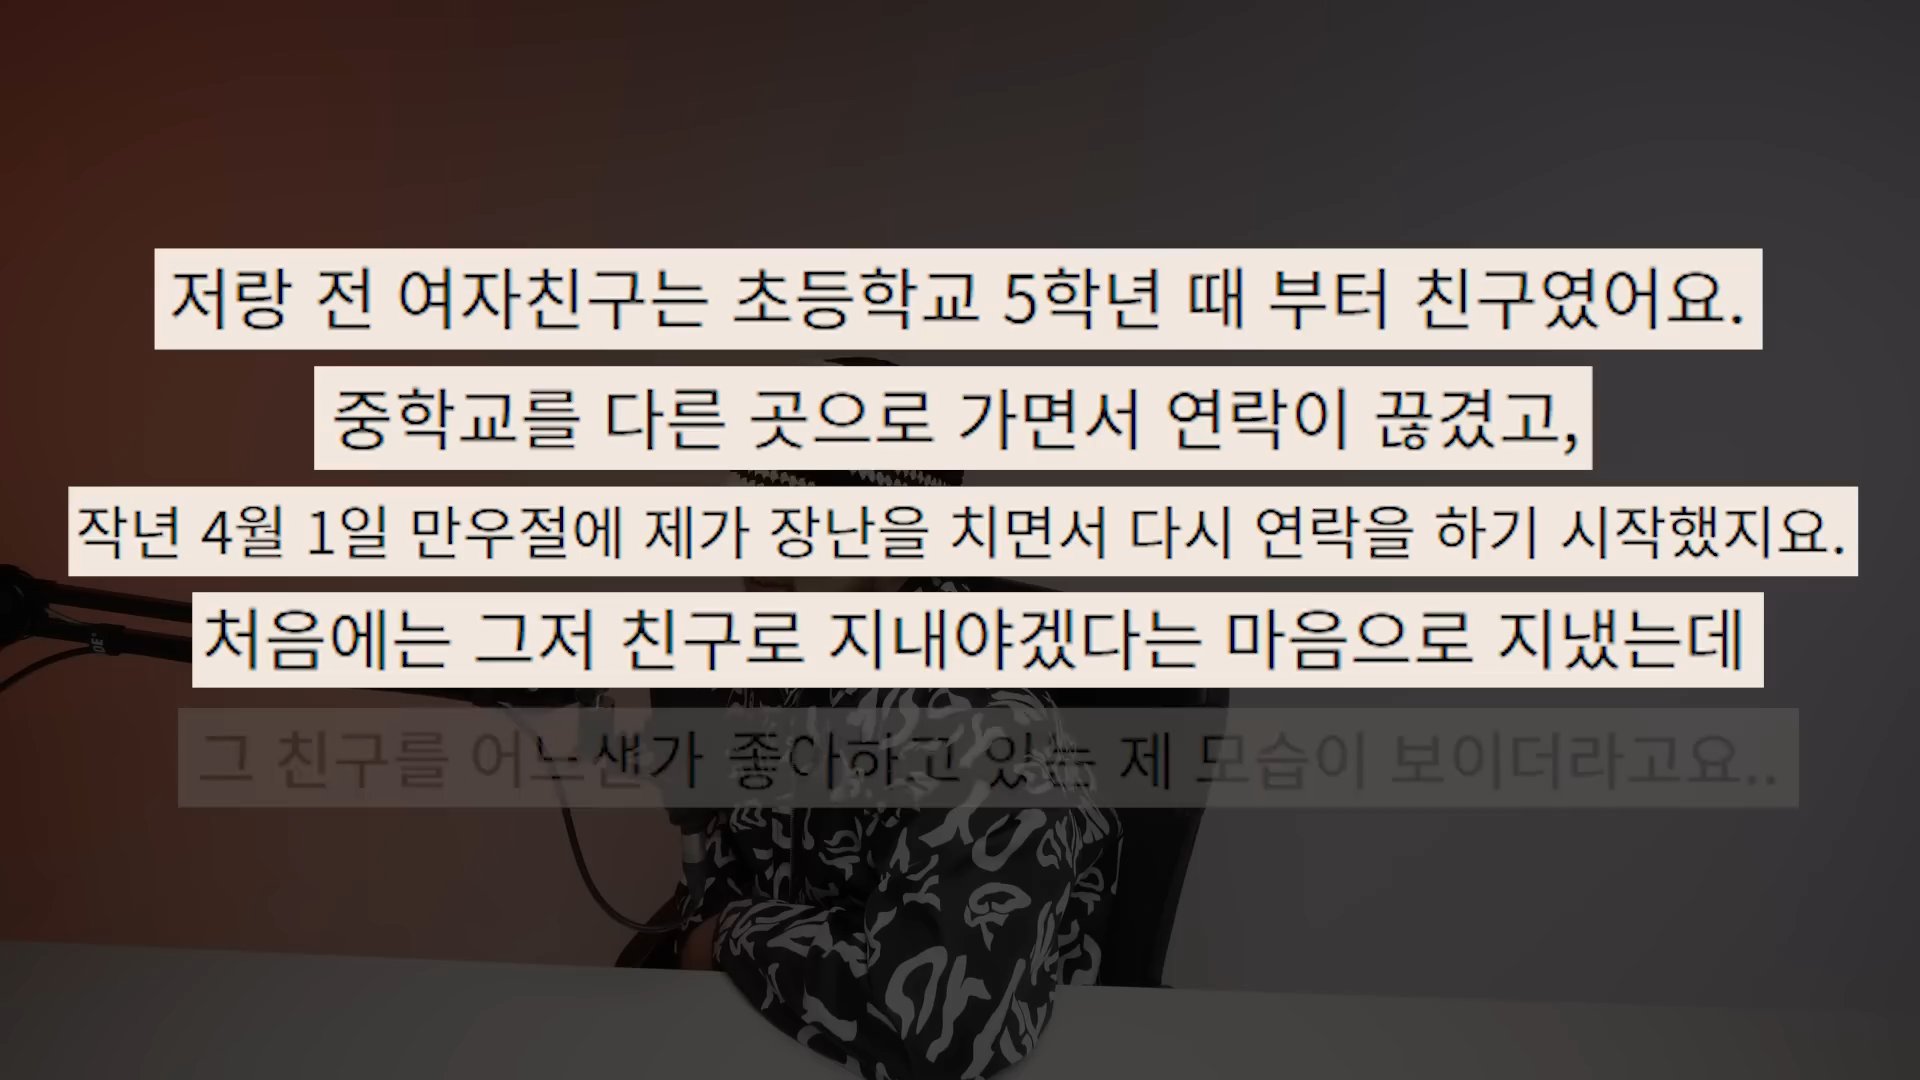 저랑 전 여자친구는 초등학교 5학년 때 부터 친구였어요.
중학교를 다른 곳으로 가면서 연락이 끊겼고,
작년 4월 1일 만우절에 제가 장난을 치면서 다시 연락을 하기 시작했지요.
처음에는 그저 친구로 지내야겠다는 마음으로 지냈는데
그 친구를 어느샌가 좋아하고 있는 제 모습이 보이더라고요..